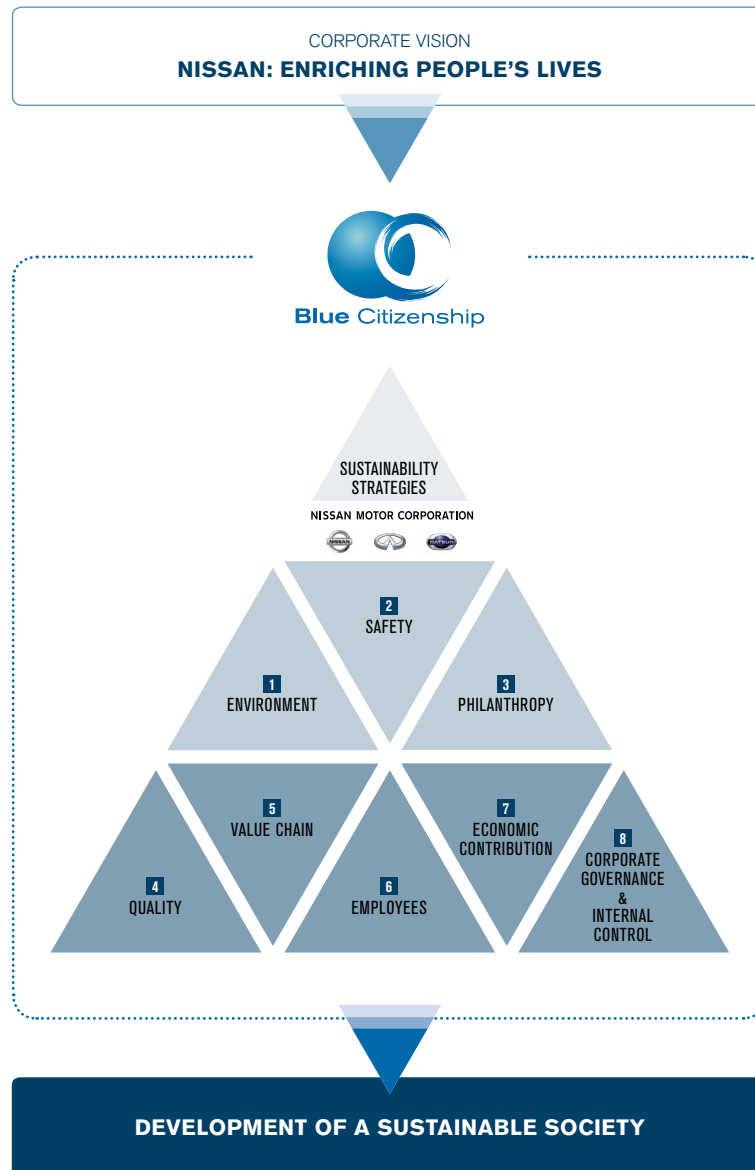 CORPORATE VISION
NISSAN: ENRICHING PEOPLE'S LIVES
Blue Citizenship
SUSTAINABILITY
STRATEGIES
NISSAN MOTOR CORPORATION
NISSAN
DATSUN
2
SAFETY
1
ENVIRONMENT
3
PHILANTHROPY
5
VALUE CHAIN
7
ECONOMIC
CONTRIBUTION
8
CORPORATE
GOVERNANCE
&
INTERNAL
CONTROL
4
QUALITY
6
EMPLOYEES
DEVELOPMENT OF A SUSTAINABLE SOCIETY